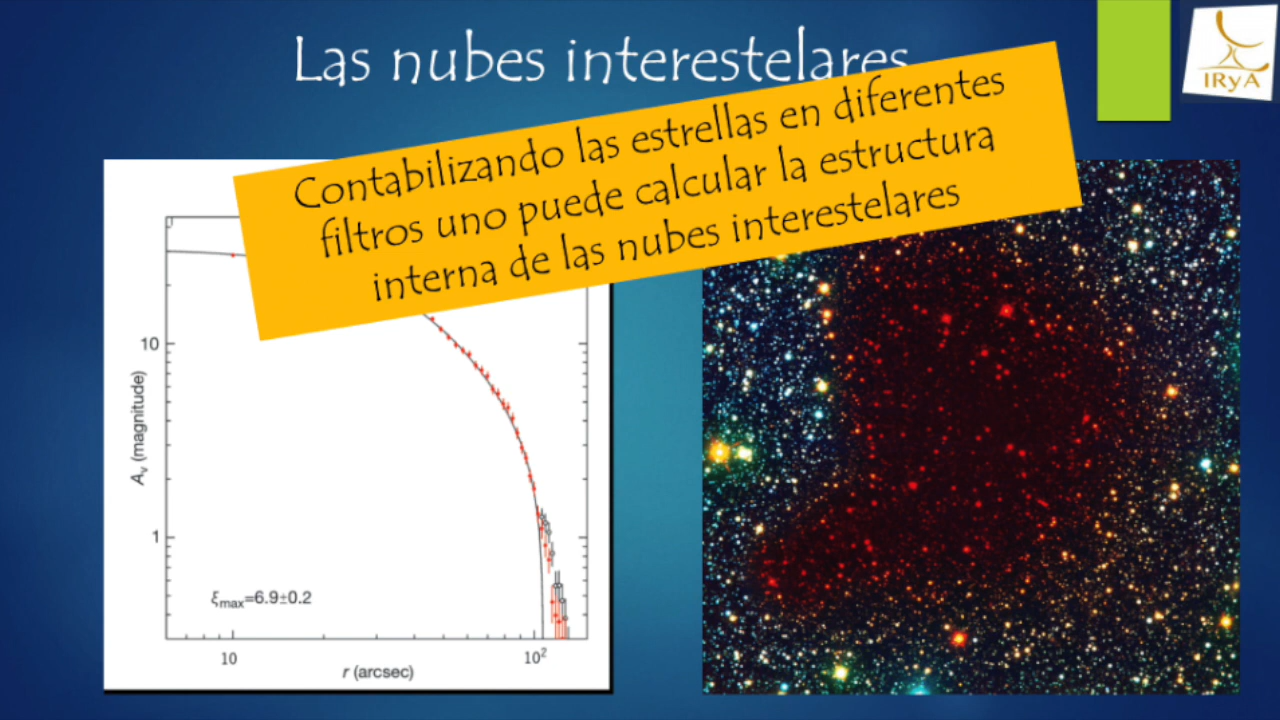 Las nubes interestelares
IRyA
Contabilizando las estrellas en diferentes
filtros uno puede calcular la estructura
interna de las nubes interestelares
10
1
A_v (magnitude)
ξ_max=6.9±0.2
10
10²
r (arcsec)